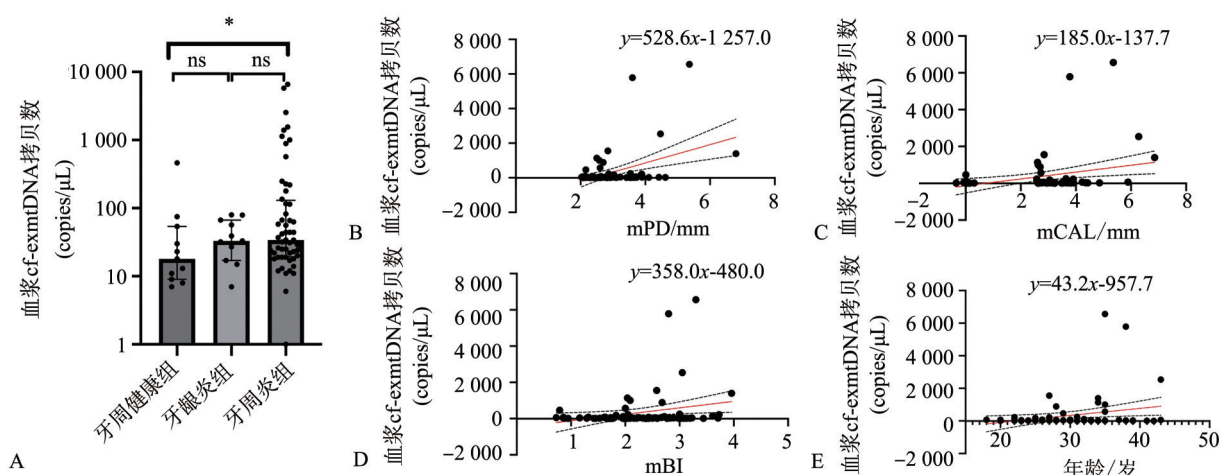 *
ns
ns
10 000
1 000
100
10
1
血浆cf-exmtDNA拷贝数
(copies/μL)
牙周健康组
牙龈炎组
牙周炎组
A
y=528.6x-1 257.0
8 000
6 000
4 000
2 000
0
−2 000
2
4
6
8
血浆cf-exmtDNA拷贝数
(copies/μL)
mPD/mm
B
y=185.0x-137.7
8 000
6 000
4 000
2 000
0
−2 000
2
4
6
8
血浆cf-exmtDNA拷贝数
(copies/μL)
mCAL/mm
C
y=358.0x-480.0
8 000
6 000
4 000
2 000
0
−2 000
1
2
3
4
5
血浆cf-exmtDNA拷贝数
(copies/μL)
mBI
D
y=43.2x-957.7
8 000
6 000
4 000
2 000
0
−2 000
20
30
40
50
血浆cf-exmtDNA拷贝数
(copies/μL)
年龄/岁
E